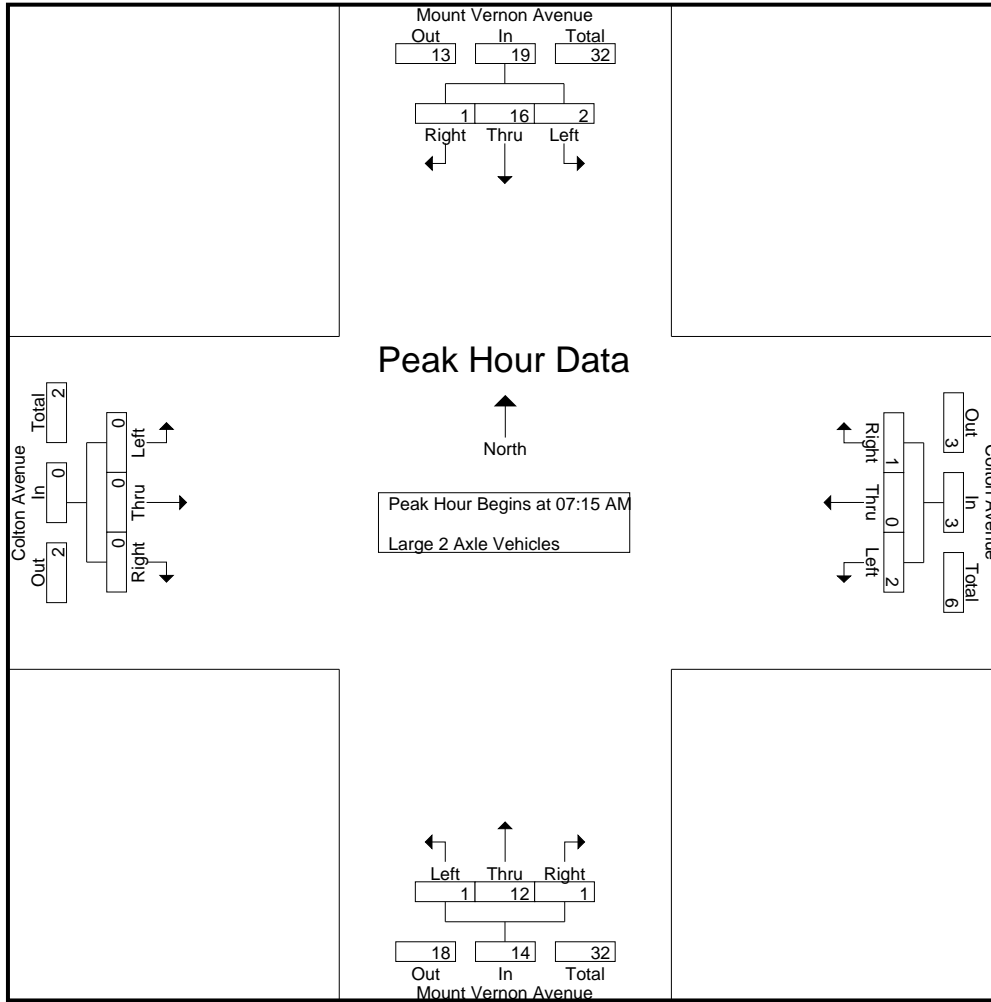 Mount Vernon Avenue
Out In Total
13 19 32
1 16 2
Right Thru Left
Peak Hour Data
North
Peak Hour Begins at 07:15 AM
Large 2 Axle Vehicles
Colton Avenue
Out In Total
2 0 2
0 0 0
Right Thru Left
Colton Avenue
Out In Total
3 3 6
1 0 2
Right Thru Left
Left Thru Right
1 12 1
18 14 32
Out In Total
Mount Vernon Avenue